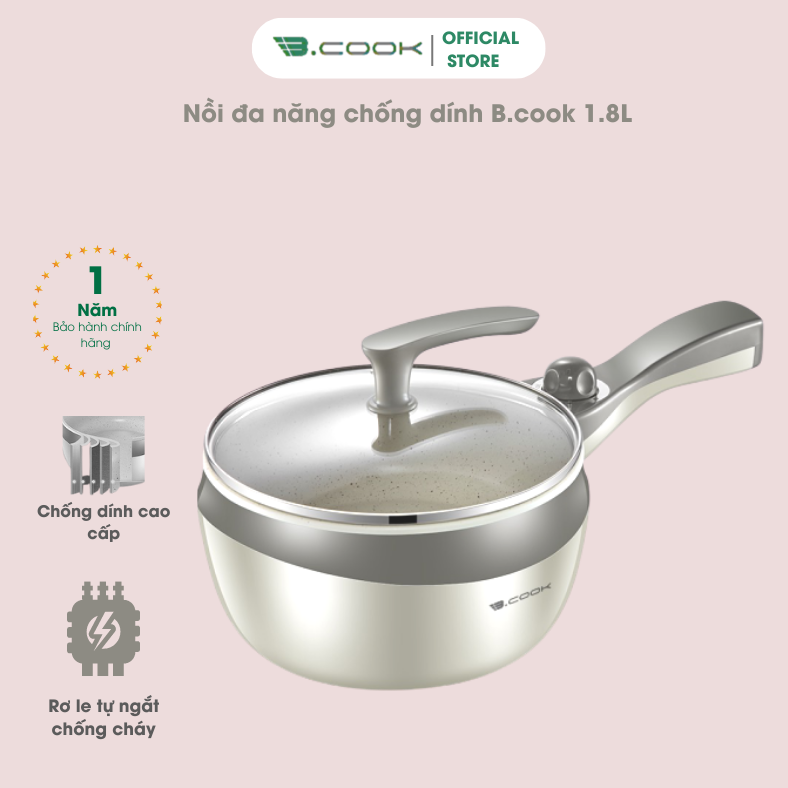 B.COOK
OFFICIAL
STORE
Nồi đa năng chống dính B.cook 1.8L
1
Năm
Bảo hành chính
hãng
Chống dính cao
cấp
Rơ le tự ngắt
chống cháy
B.COOK